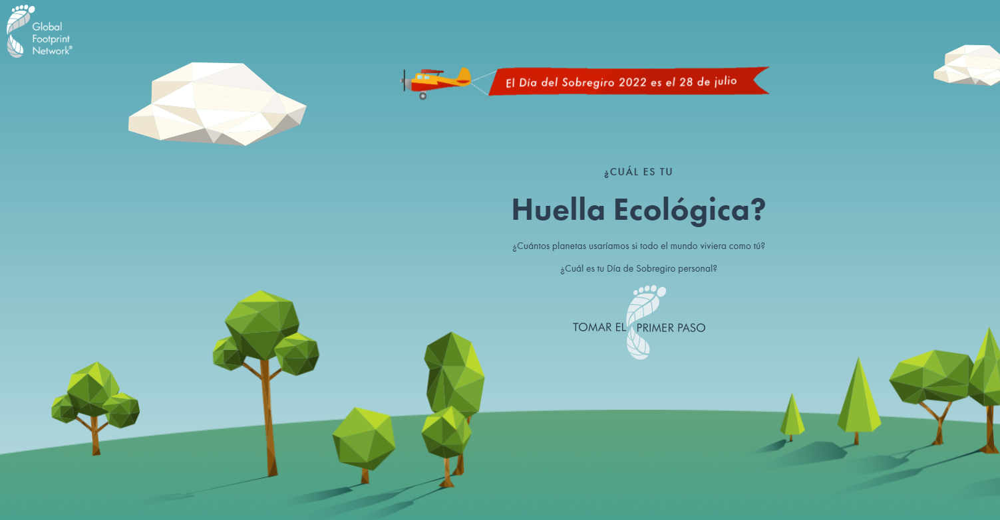 Global
Footprint
Network®
El Día del Sobregiro 2022 es el 28 de julio
¿CUÁL ES TU
Huella Ecológica?
¿Cuántos planetas usaríamos si todo el mundo viviera como tú?
¿Cuál es tu Día de Sobregiro personal?
TOMAR EL PRIMER PASO